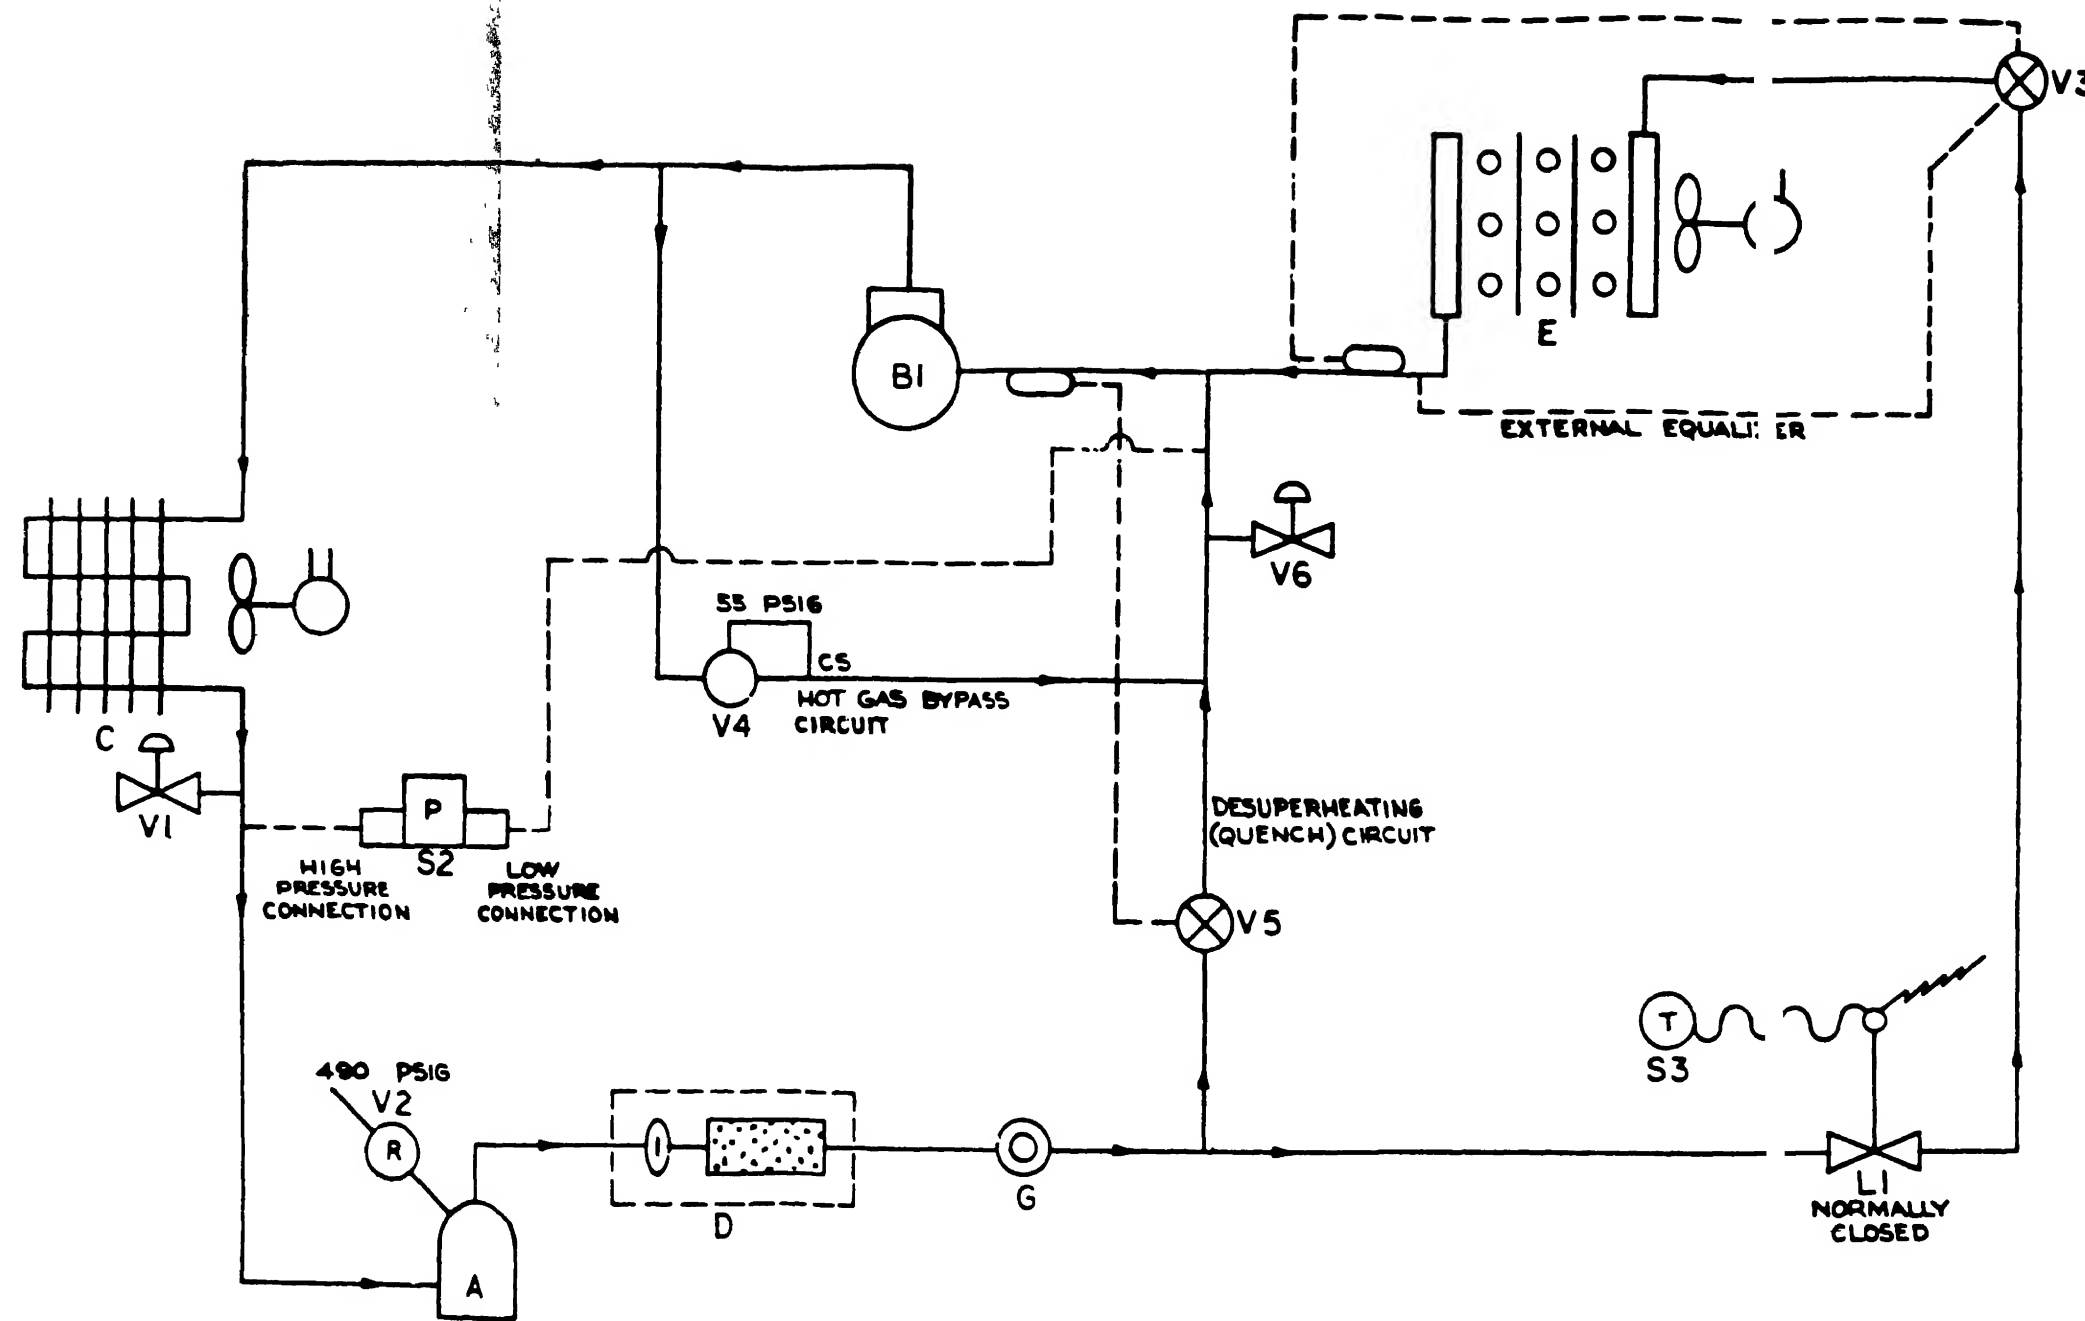 V3
E
B1
EXTERNAL EQUALI ER
V6
55 PSIG
CS
HOT GAS BYPASS
CIRCUIT
V4
C
V1
P
S2
HIGH
PRESSURE
CONNECTION
LOW
PRESSURE
CONNECTION
DESUPERHEATING
(QUENCH) CIRCUIT
V5
T
S3
490 PSIG
V2
R
A
D
G
L1
NORMALLY
CLOSED